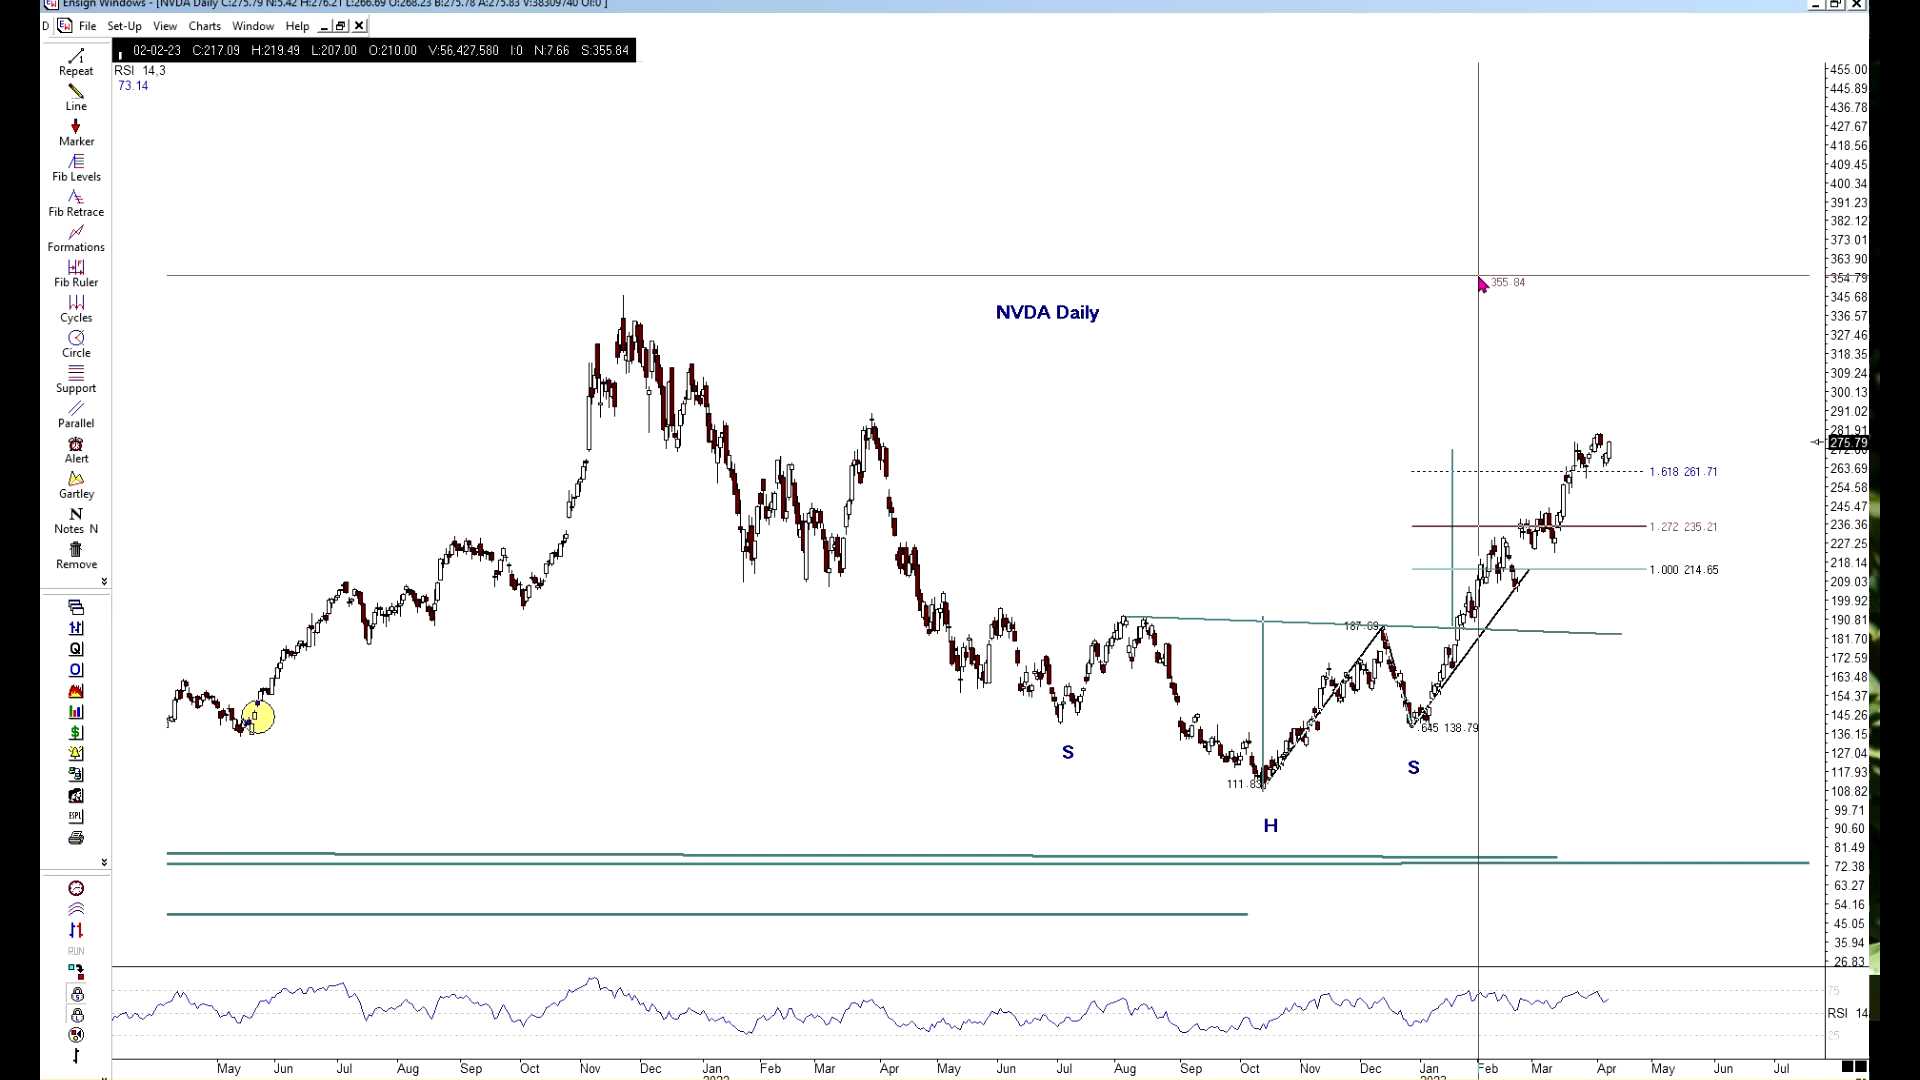 Ensign Windows - [NVDA Daily C:275.79 N:5.42 H:276.21 L:266.69 O:268.23 B:275.78 A:275.83 V:38309740 OI:0 ]
D File Set-Up View Charts Window Help
02-02-23 C:217.09 H:219.49 L:207.00 O:210.00 V:56,427,580 I:0 N:7.66 S:355.84
RSI 14,3
73.14
Repeat
Line
Marker
Fib Levels
Fib Retrace
Formations
Fib Ruler
Cycles
Circle
Support
Parallel
Alert
Gartley
N
Notes N
Remove
Q
O
$
ESPL
RUN
355.84
NVDA Daily
1.618 261.71
1.272 235.21
1.000 214.65
187.69
.645 138.79
111.83
S
H
S
455.00
445.89
436.78
427.67
418.56
409.45
400.34
391.23
382.12
373.01
363.90
354.79
345.68
336.57
327.46
318.35
309.24
300.13
291.02
281.91
275.79
263.69
254.58
245.47
236.36
227.25
218.14
209.03
199.92
190.81
181.70
172.59
163.48
154.37
145.26
136.15
127.04
117.93
108.82
99.71
90.60
81.49
72.38
63.27
54.16
45.05
35.94
26.83
75
RSI 14
25
May Jun Jul Aug Sep Oct Nov Dec Jan Feb Mar Apr May Jun Jul Aug Sep Oct Nov Dec Jan Feb Mar Apr May Jun Jul